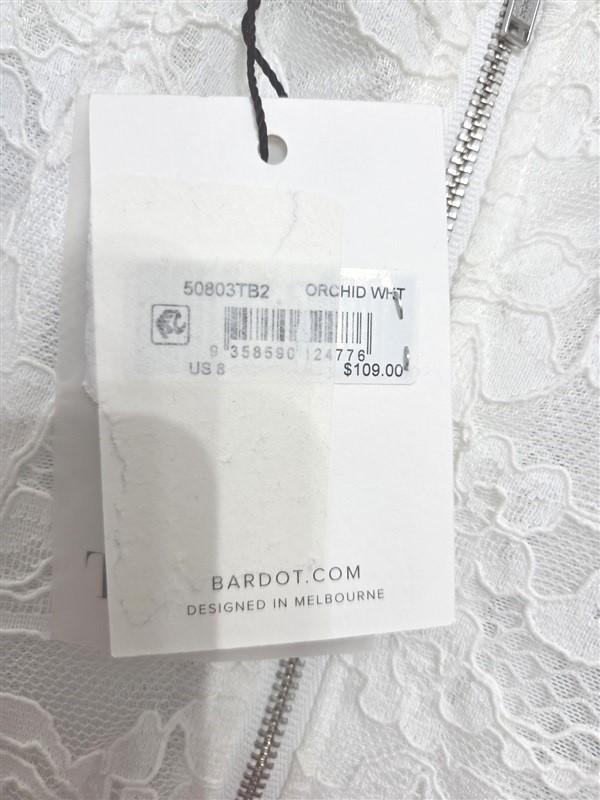 50803TB2 ORCHID WHT
9 358590 124776
US 8 $109.00
BARDOT.COM
DESIGNED IN MELBOURNE